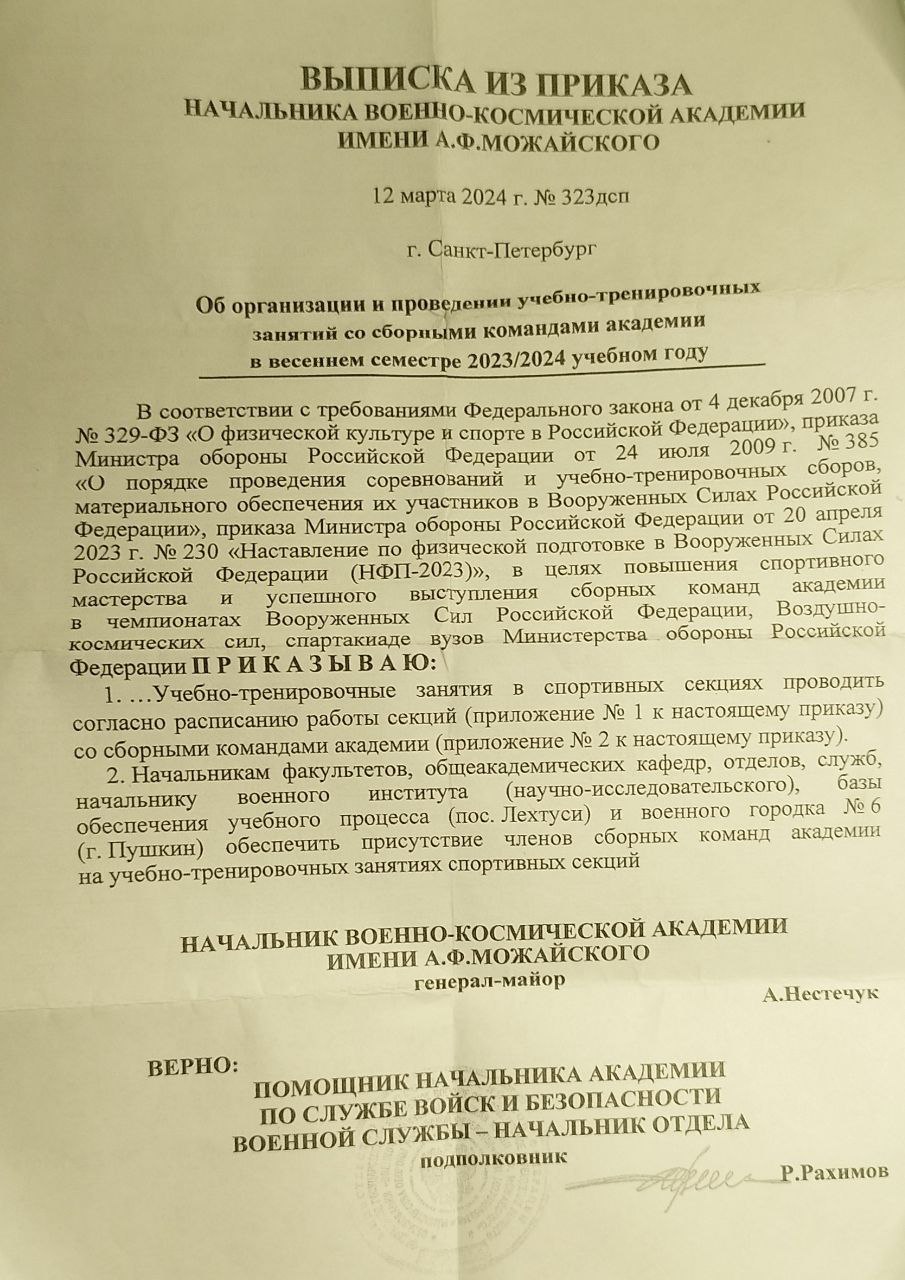 ВЫПИСКА ИЗ ПРИКАЗА
НАЧАЛЬНИКА ВОЕННО-КОСМИЧЕСКОЙ АКАДЕМИИ
ИМЕНИ А.Ф.МОЖАЙСКОГО
12 марта 2024 г. № 323дсп
г. Санкт-Петербург
Об организации и проведении учебно-тренировочных
занятий со сборными командами академии
в весеннем семестре 2023/2024 учебном году
В соответствии с требованиями Федерального закона от 4 декабря 2007 г.
№ 329-ФЗ «О физической культуре и спорте в Российской Федерации», приказа
Министра обороны Российской Федерации от 24 июля 2009 г. № 385
«О порядке проведения соревнований и учебно-тренировочных сборов,
материального обеспечения их участников в Вооруженных Силах Российской
Федерации», приказа Министра обороны Российской Федерации от 20 апреля
2023 г. № 230 «Наставление по физической подготовке в Вооруженных Силах
Российской Федерации (НФП-2023)», в целях повышения спортивного
мастерства и успешного выступления сборных команд академии
в чемпионатах Вооруженных Сил Российской Федерации, Воздушно-
космических сил, спартакиаде вузов Министерства обороны Российской
Федерации П Р И К А З Ы В А Ю:
1. …Учебно-тренировочные занятия в спортивных секциях проводить
согласно расписанию работы секций (приложение № 1 к настоящему приказу)
со сборными командами академии (приложение № 2 к настоящему приказу).
2. Начальникам факультетов, общеакадемических кафедр, отделов, служб,
начальнику военного института (научно-исследовательского), базы
обеспечения учебного процесса (пос. Лехтуси) и военного городка № 6
(г. Пушкин) обеспечить присутствие членов сборных команд академии
на учебно-тренировочных занятиях спортивных секций
НАЧАЛЬНИК ВОЕННО-КОСМИЧЕСКОЙ АКАДЕМИИ
ИМЕНИ А.Ф.МОЖАЙСКОГО
генерал-майор
А.Нестечук
ВЕРНО:
ПОМОЩНИК НАЧАЛЬНИКА АКАДЕМИИ
ПО СЛУЖБЕ ВОЙСК И БЕЗОПАСНОСТИ
ВОЕННОЙ СЛУЖБЫ – НАЧАЛЬНИК ОТДЕЛА
подполковник
Р.Рахимов